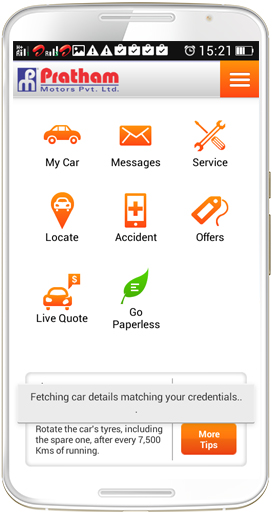 15:21
Pratham
Motors Pvt. Ltd.
My Car
Messages
Service
Locate
Accident
Offers
$
Live Quote
Go
Paperless
Fetching car details matching your credentials..
.
Rotate the car's tyres, including
the spare one, after every 7,500
Kms of running.
More
Tips